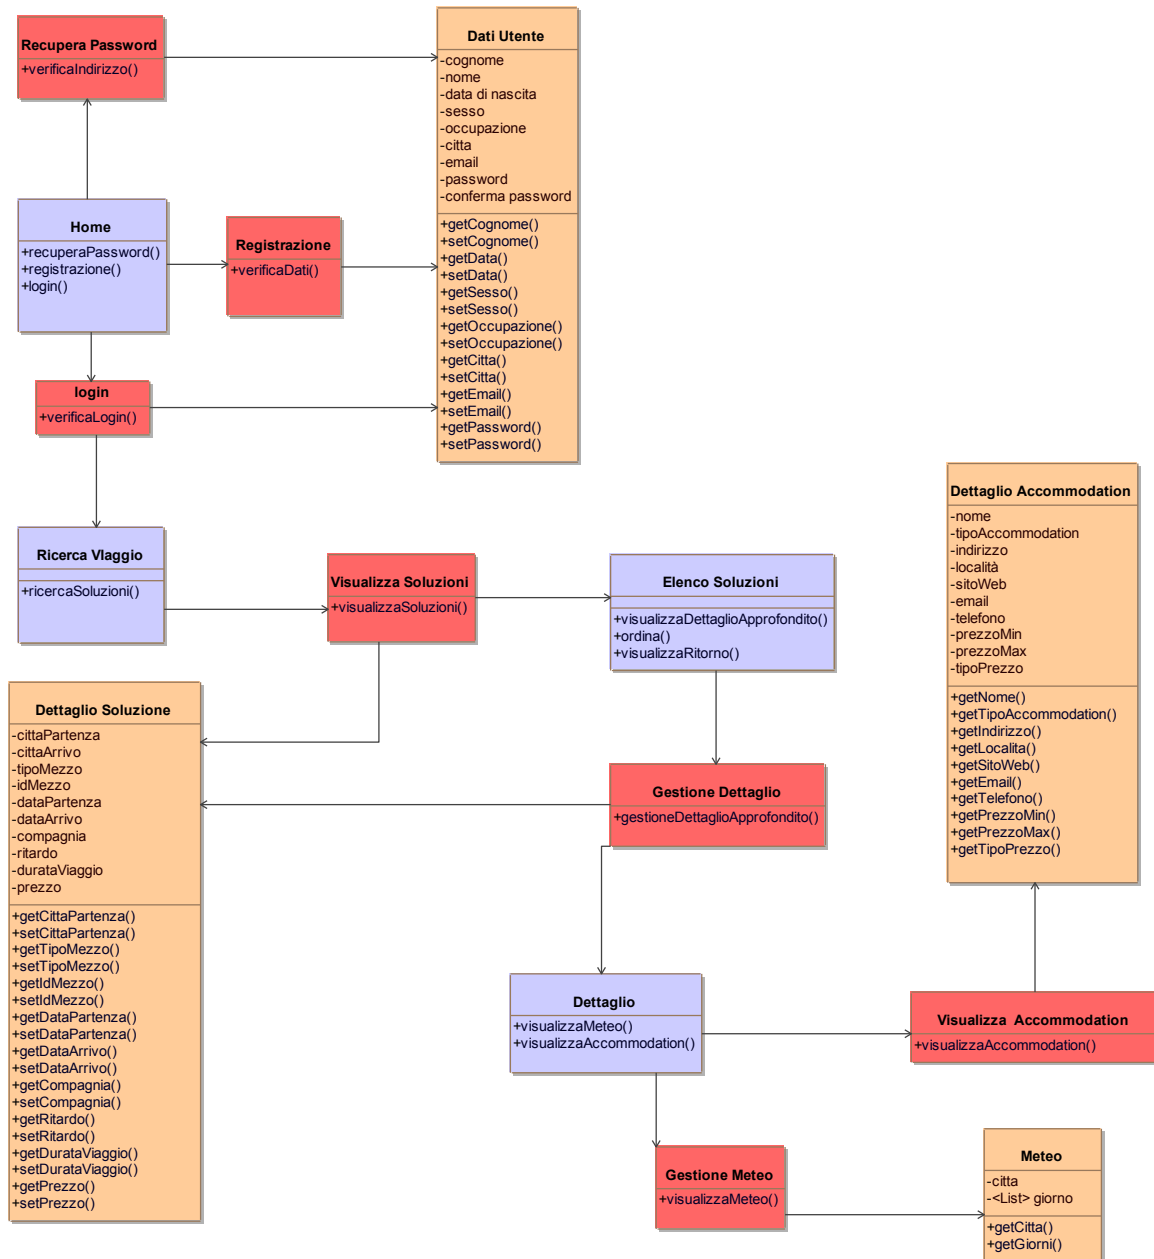 Recupera Password
+verificaIndirizzo()
Dati Utente
-cognome
-nome
-data di nascita
-sesso
-occupazione
-citta
-email
-password
-conferma password
+getCognome()
+setCognome()
+getData()
+setData()
+getSesso()
+setSesso()
+getOccupazione()
+setOccupazione()
+getCitta()
+setCitta()
+getEmail()
+setEmail()
+getPassword()
+setPassword()
Home
+recuperaPassword()
+registrazione()
+login()
Registrazione
+verificaDati()
login
+verificaLogin()
Ricerca VIaggio
+ricercaSoluzioni()
Visualizza Soluzioni
+visualizzaSoluzioni()
Elenco Soluzioni
+visualizzaDettaglioApprofondito()
+ordina()
+visualizzaRitorno()
Dettaglio Accommodation
-nome
-tipoAccommodation
-indirizzo
-località
-sitoWeb
-email
-telefono
-prezzoMin
-prezzoMax
-tipoPrezzo
+getNome()
+getTipoAccommodation()
+getIndirizzo()
+getLocalita()
+getSitoWeb()
+getEmail()
+getTelefono()
+getPrezzoMin()
+getPrezzoMax()
+getTipoPrezzo()
Dettaglio Soluzione
-cittaPartenza
-cittaArrivo
-tipoMezzo
-idMezzo
-dataPartenza
-dataArrivo
-compagnia
-ritardo
-durataViaggio
-prezzo
+getCittaPartenza()
+setCittaPartenza()
+getTipoMezzo()
+setTipoMezzo()
+getIdMezzo()
+setIdMezzo()
+getDataPartenza()
+setDataPartenza()
+getDataArrivo()
+setDataArrivo()
+getCompagnia()
+setCompagnia()
+getRitardo()
+setRitardo()
+getDurataViaggio()
+setDurataViaggio()
+getPrezzo()
+setPrezzo()
Gestione Dettaglio
+gestioneDettaglioApprofondito()
Dettaglio
+visualizzaMeteo()
+visualizzaAccommodation()
Visualizza  Accommodation
+visualizzaAccommodation()
Gestione Meteo
+visualizzaMeteo()
Meteo
-citta
-<List> giorno
+getCitta()
+getGiorni()